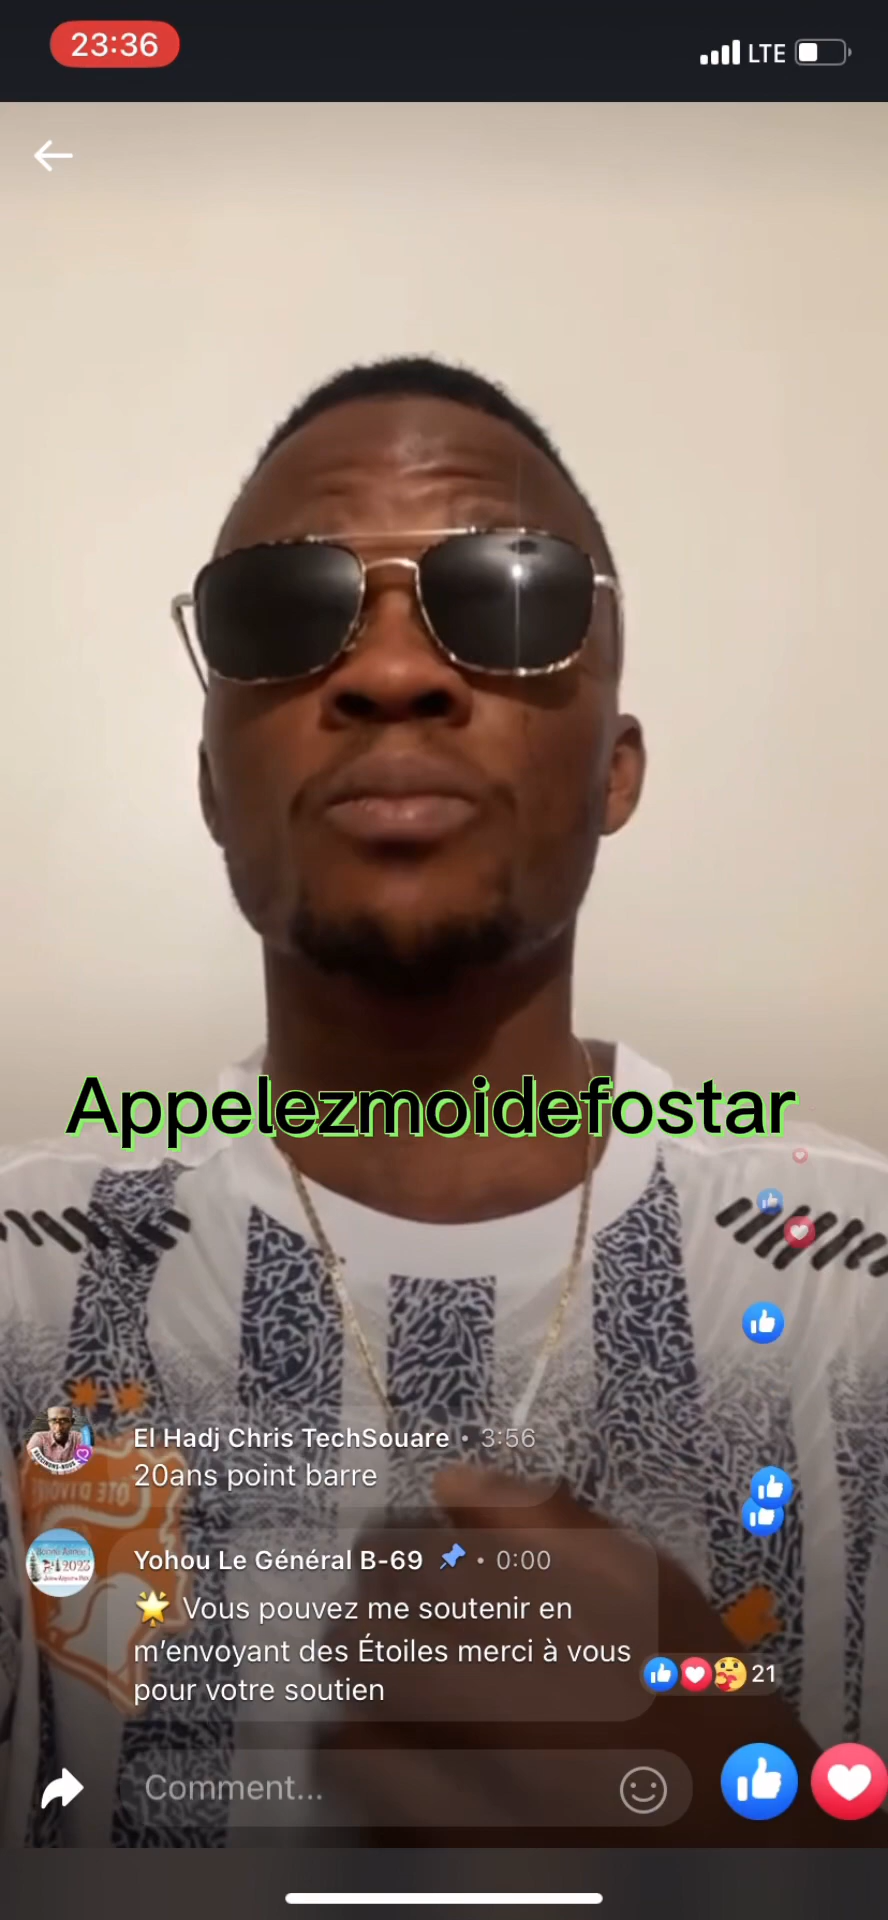 23:36
LTE
Appelezmoidefostar
El Hadj Chris TechSouare • 3:56
20ans point barre
Yohou Le Général B-69 • 0:00
Vous pouvez me soutenir en
m’envoyant des Étoiles merci à vous
pour votre soutien
21
Comment...